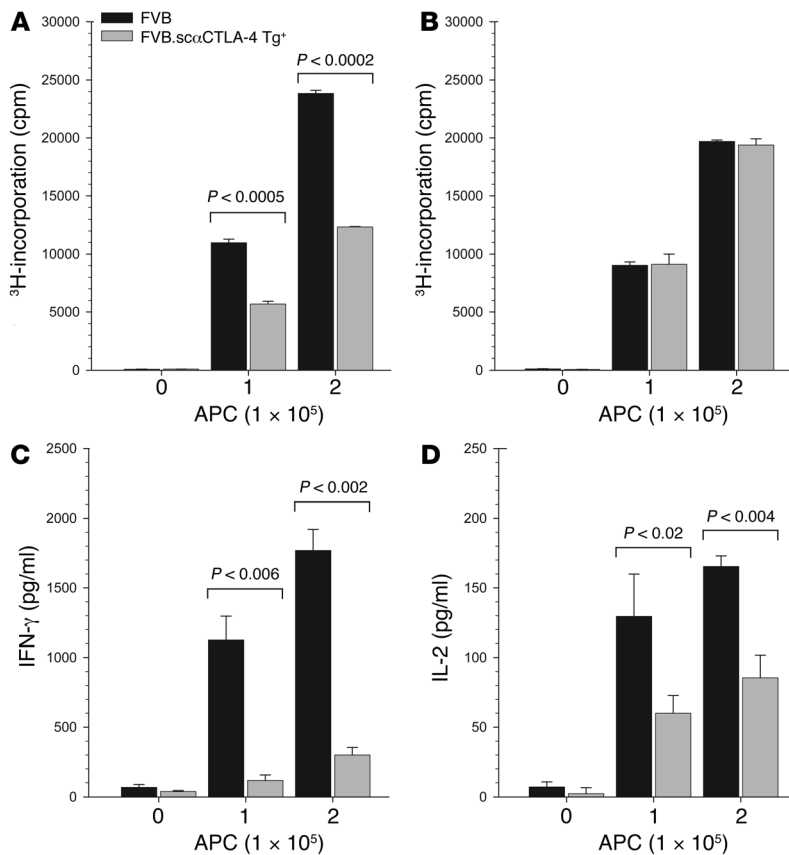 A
FVB
FVB.scαCTLA-4 Tg⁺
30000
25000
20000
15000
10000
5000
0
³H-incorporation (cpm)
P < 0.0005
P < 0.0002
0 1 2
APC (1 × 10⁵)
B
30000
25000
20000
15000
10000
5000
0
³H-incorporation (cpm)
0 1 2
APC (1 × 10⁵)
C
2500
2000
1500
1000
500
0
IFN-γ (pg/ml)
P < 0.006
P < 0.002
0 1 2
APC (1 × 10⁵)
D
250
200
150
100
50
0
IL-2 (pg/ml)
P < 0.02
P < 0.004
0 1 2
APC (1 × 10⁵)